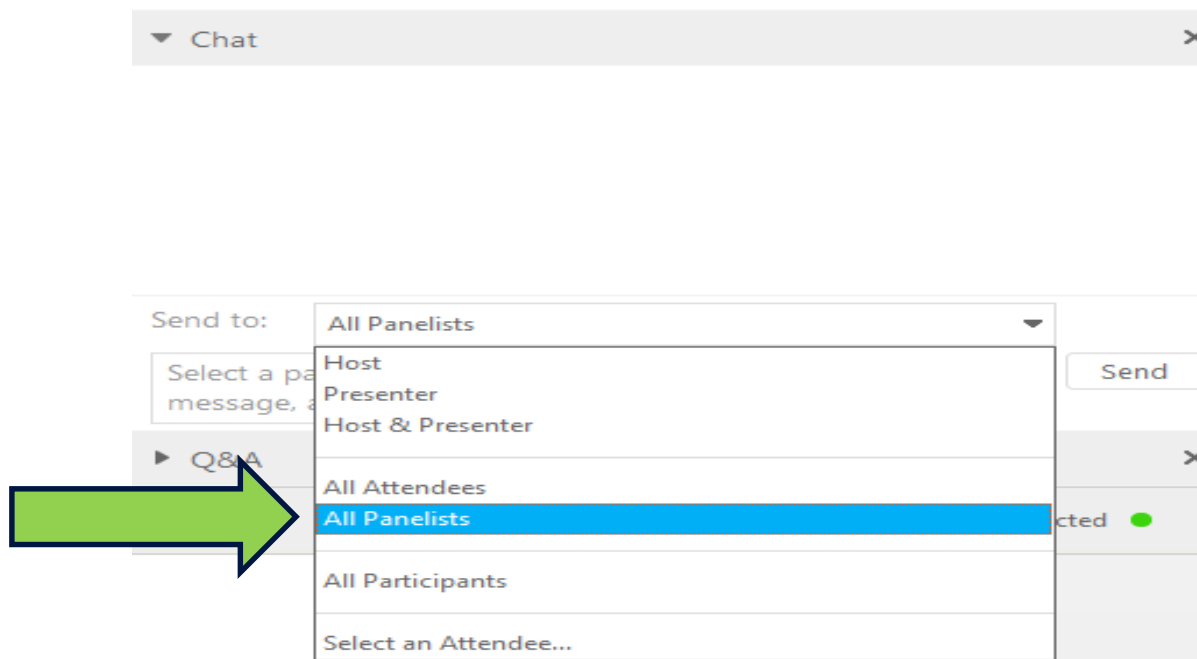 Chat
Send to:
All Panelists
Select a pa
message, a
Send
Host
Presenter
Host & Presenter
Q&A
All Attendees
All Panelists
cted
All Participants
Select an Attendee...